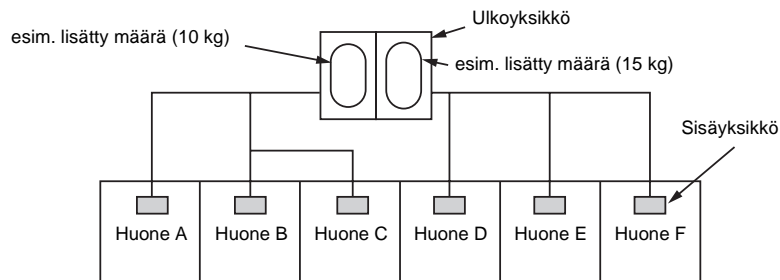 Ulkoyksikkö
esim. lisätty määrä (10 kg)
esim. lisätty määrä (15 kg)
Sisäyksikkö
Huone A
Huone B
Huone C
Huone D
Huone E
Huone F